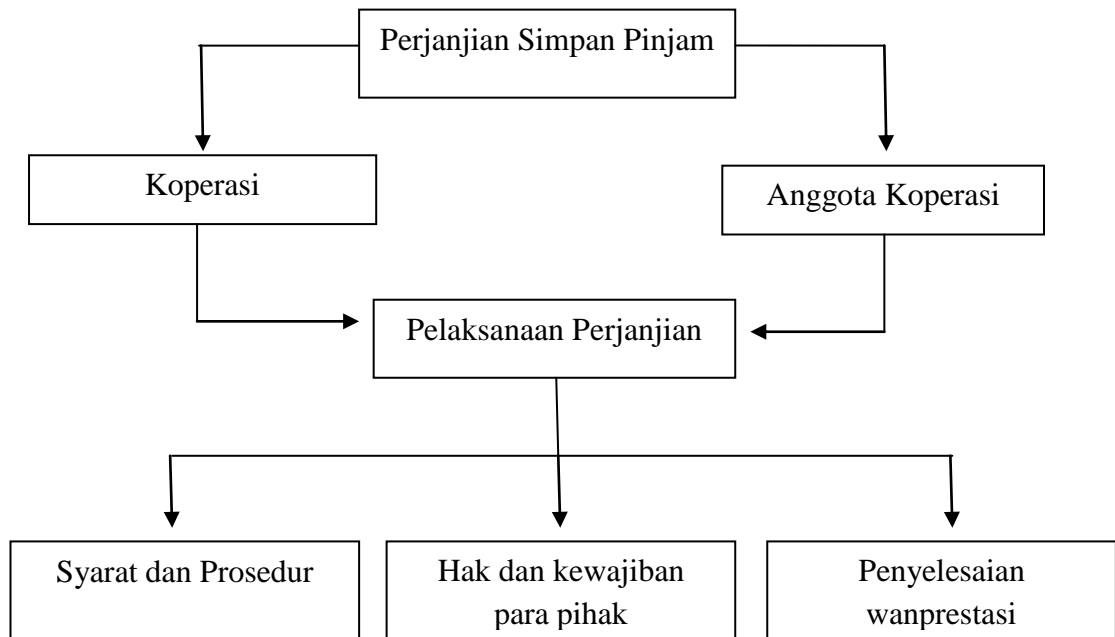 Perjanjian Simpan Pinjam
Koperasi
Anggota Koperasi
Pelaksanaan Perjanjian
Syarat dan Prosedur
Hak dan kewajiban
para pihak
Penyelesaian
wanprestasi